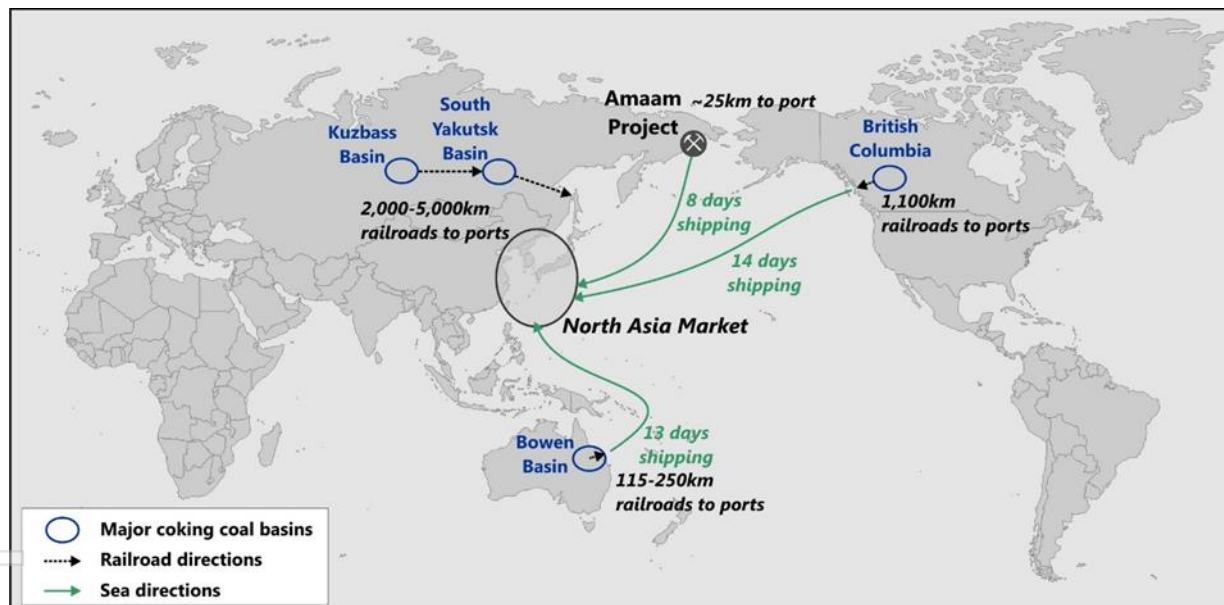 Amaam ~25km to port
Project
South
Yakutsk
Basin
Kuzbass
Basin
British
Columbia
2,000-5,000km
railroads to ports
8 days
shipping
1,100km
railroads to ports
14 days
shipping
North Asia Market
Bowen
Basin
13 days
shipping
115-250km
railroads to ports
Major coking coal basins
Railroad directions
Sea directions